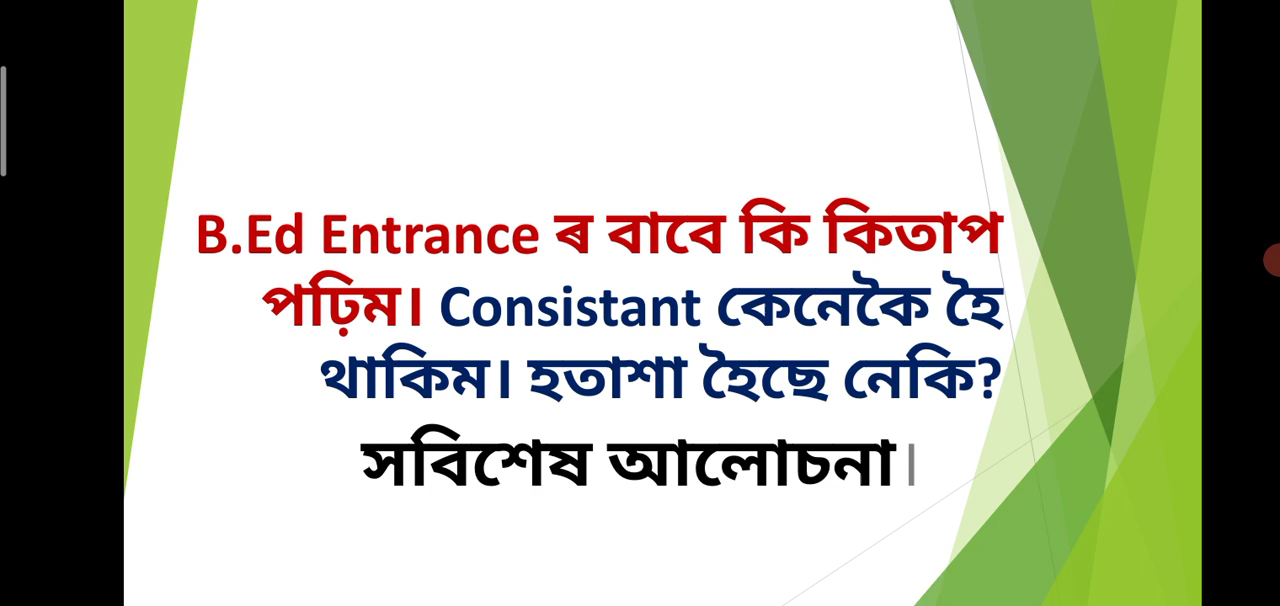 B.Ed Entrance ৰ বাবে কি কিতাপ
পঢ়িম। Consistant কেনেকৈ হৈ
থাকিম। হতাশা হৈছে নেকি?
সবিশেষ আলোচনা।